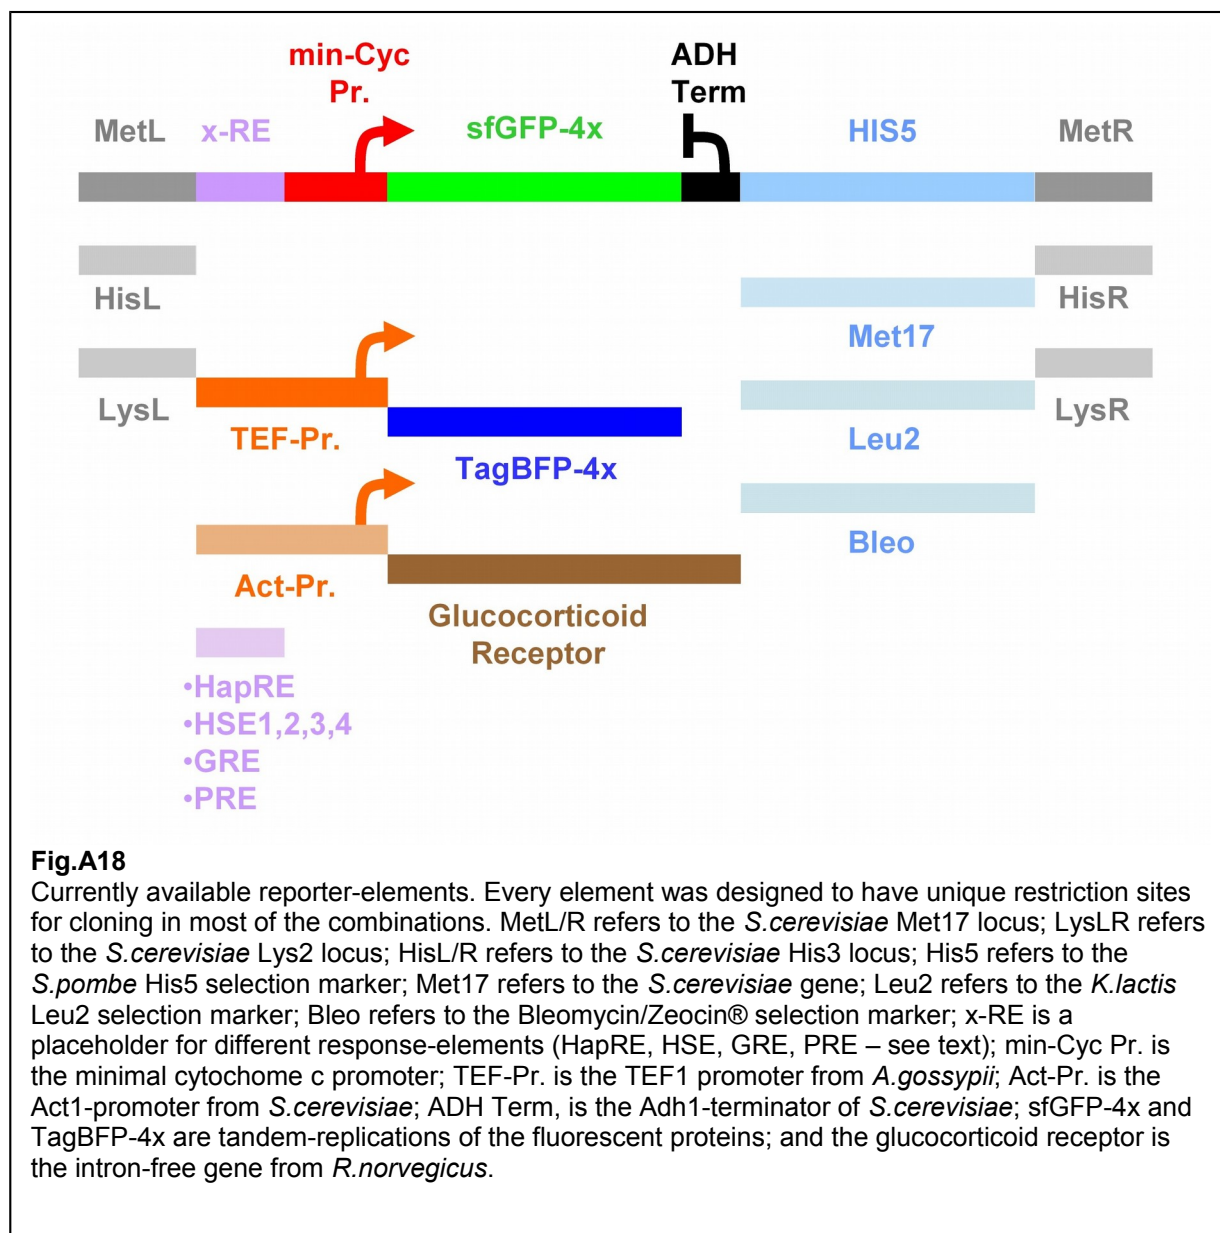 min-Cyc Pr.
ADH Term
MetL
x-RE
sfGFP-4x
HIS5
MetR
HisL
HisR
Met17
LysL
LysR
TEF-Pr.
Leu2
TagBFP-4x
Bleo
Act-Pr.
Glucocorticoid
Receptor
•HapRE
•HSE1,2,3,4
•GRE
•PRE
Fig.A18
Currently available reporter-elements. Every element was designed to have unique restriction sites
for cloning in most of the combinations. MetL/R refers to the S.cerevisiae Met17 locus; LysLR refers
to the S.cerevisiae Lys2 locus; HisL/R refers to the S.cerevisiae His3 locus; His5 refers to the
S.pombe His5 selection marker; Met17 refers to the S.cerevisiae gene; Leu2 refers to the K.lactis
Leu2 selection marker; Bleo refers to the Bleomycin/Zeocin® selection marker; x-RE is a
placeholder for different response-elements (HapRE, HSE, GRE, PRE – see text); min-Cyc Pr. is
the minimal cytochome c promoter; TEF-Pr. is the TEF1 promoter from A.gossypii; Act-Pr. is the
Act1-promoter from S.cerevisiae; ADH Term, is the Adh1-terminator of S.cerevisiae; sfGFP-4x and
TagBFP-4x are tandem-replications of the fluorescent proteins; and the glucocorticoid receptor is
the intron-free gene from R.norvegicus.